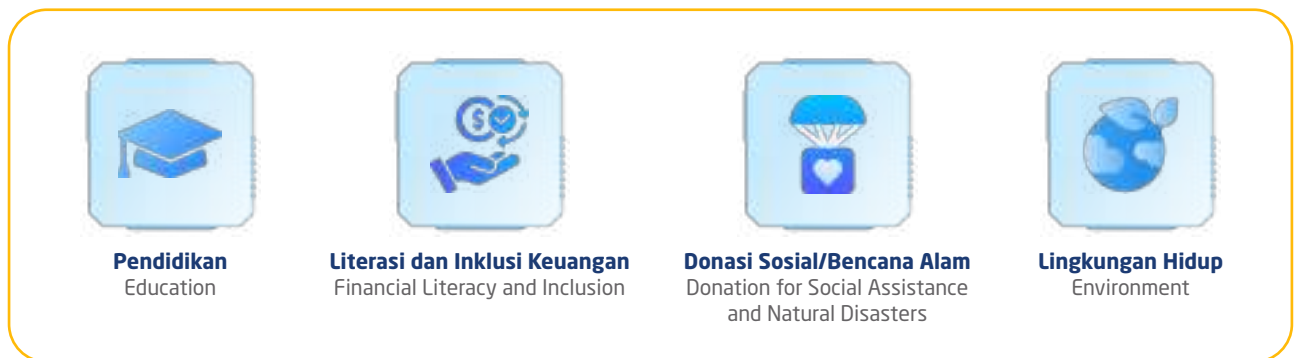 Pendidikan
Education
Literasi dan Inklusi Keuangan
Financial Literacy and Inclusion
Donasi Sosial/Bencana Alam
Donation for Social Assistance
and Natural Disasters
Lingkungan Hidup
Environment